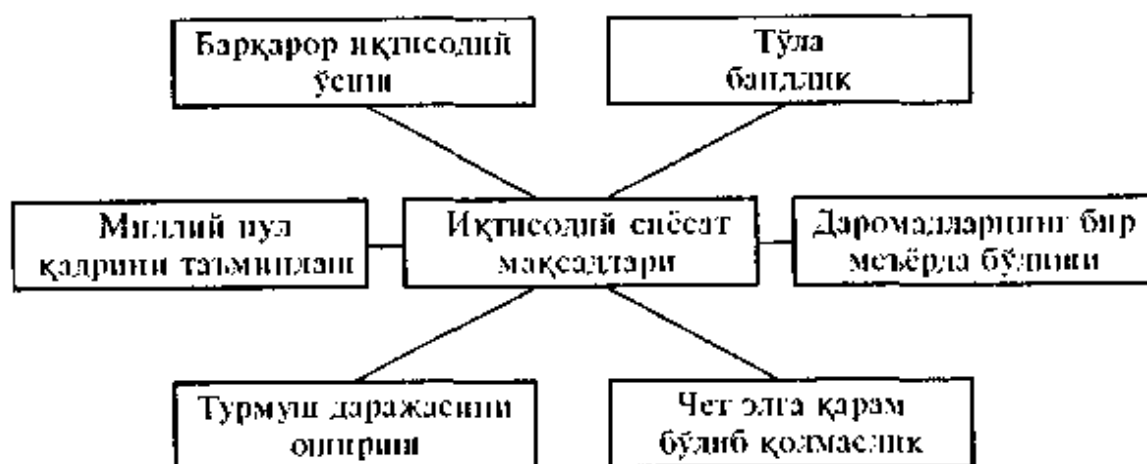 Барқарор иқтисодий
ўсиш
Тўла
бандлик
Миллий пул
қадрини таъминлаш
Иқтисодий сиёсат
мақсадлари
Даромадларнинг бир
меъёрда бўлиши
Турмуш даражасини
ошириш
Чет элга қарам
бўлиб қолмаслик